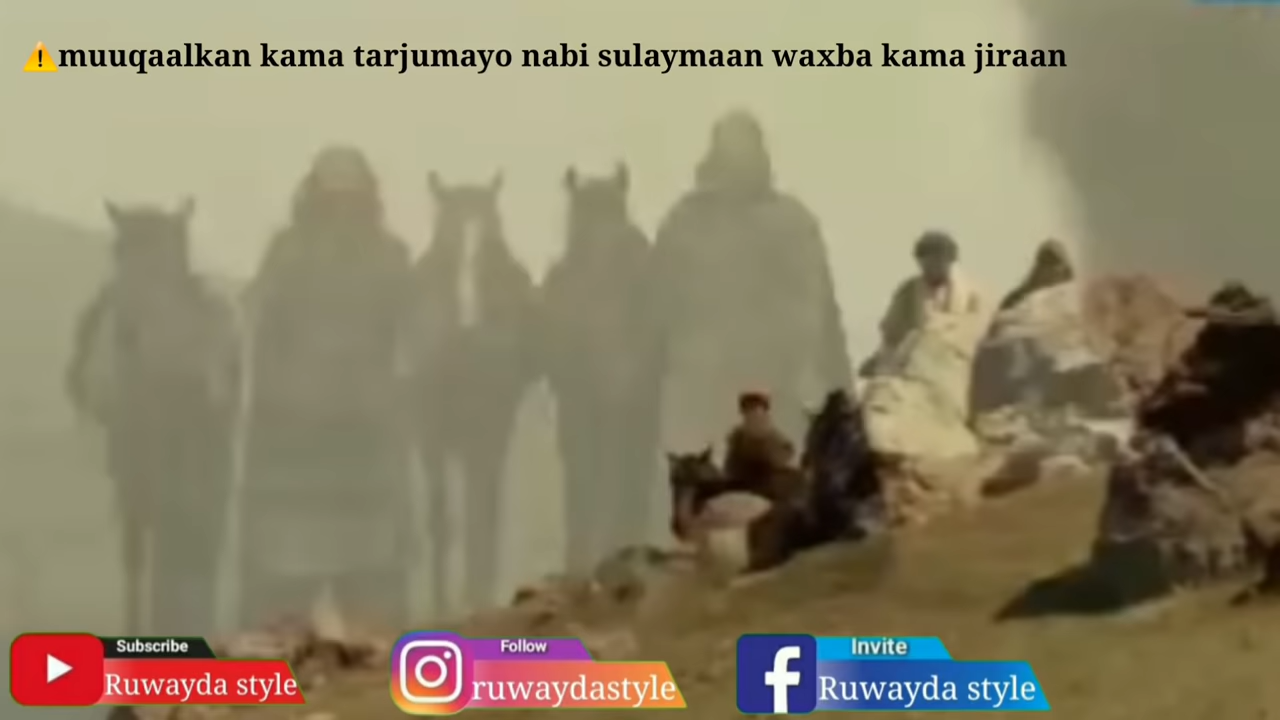 ⚠️muuqaalkan kama tarjumayo nabi sulaymaan waxba kama jiraan
Subscribe
Ruwayda style
Follow
ruwaydastyle
Invite
Ruwayda style